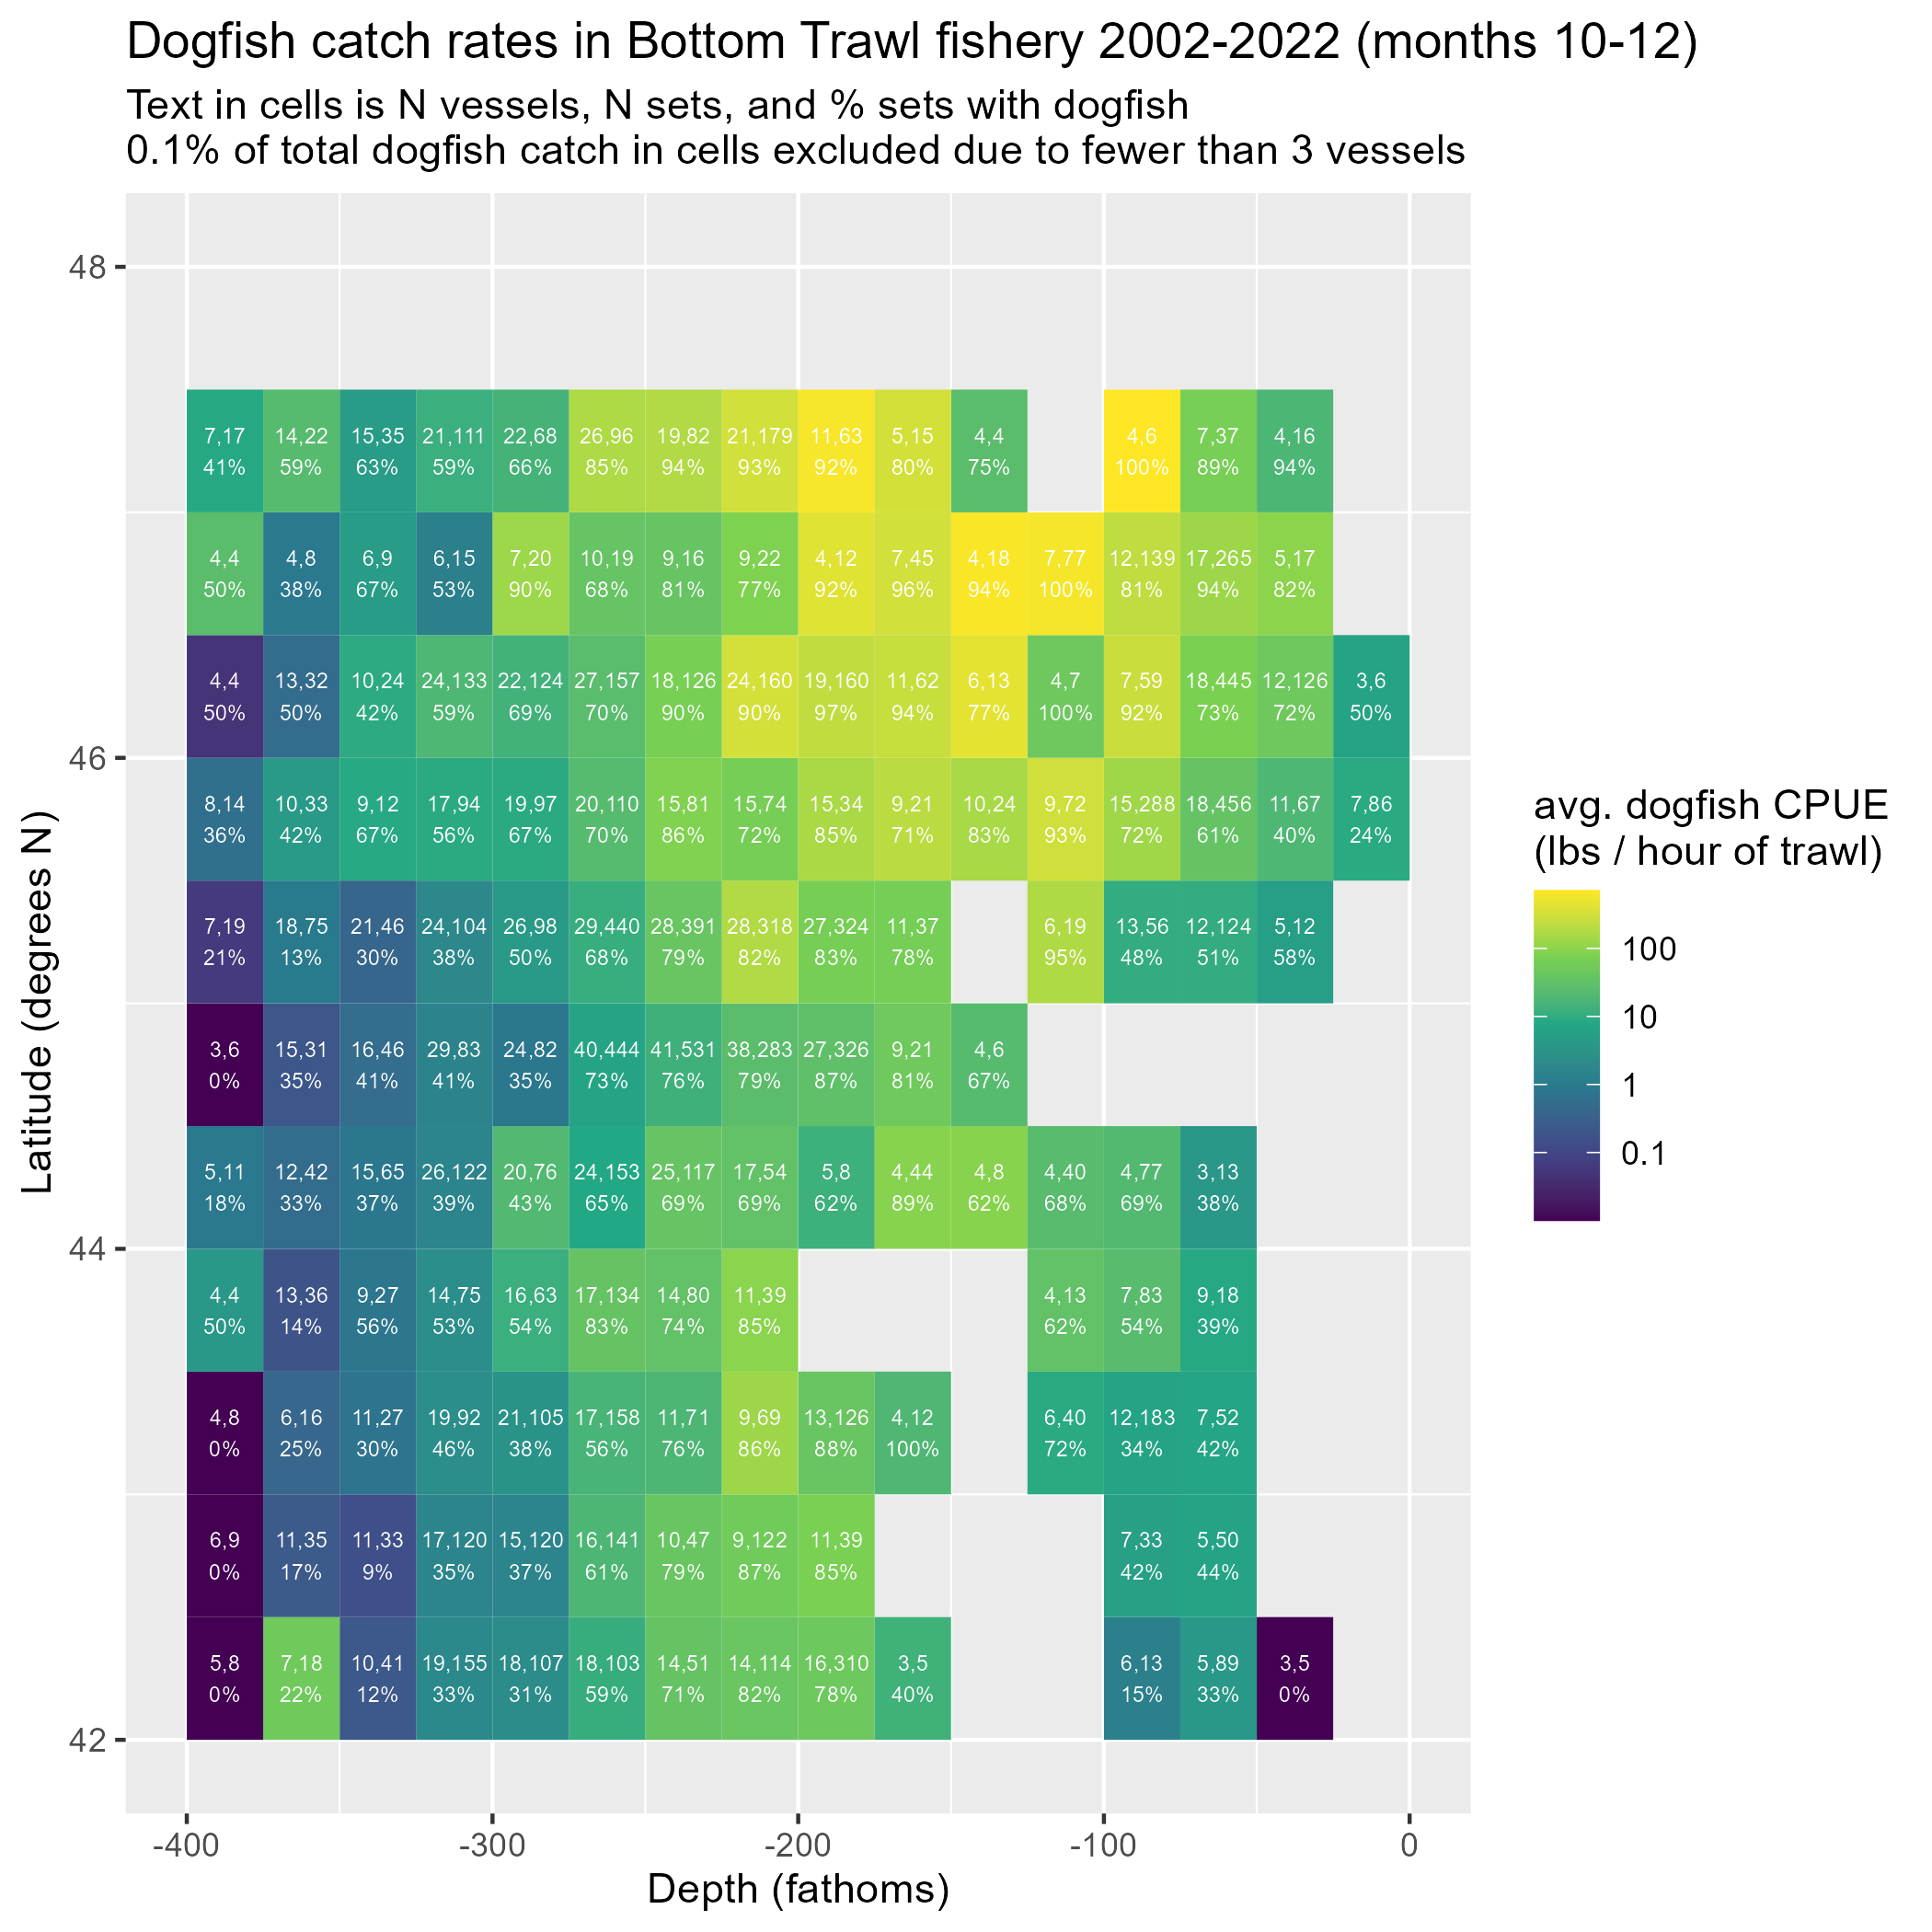 Dogfish catch rates in Bottom Trawl fishery 2002-2022 (months 10-12)
Text in cells is N vessels, N sets, and % sets with dogfish
0.1% of total dogfish catch in cells excluded due to fewer than 3 vessels
48
7,17 14,22 15,35 21,111 22,68 26,96 19,82 21,179 11,63 5,15 4,4 4,6 7,37 4,16
41% 59% 63% 59% 66% 85% 94% 93% 92% 80% 75% 100% 89% 94%
4,4 4,8 6,9 6,15 7,20 10,19 9,16 9,22 4,12 7,45 4,18 7,77 12,139 17,265 5,17
50% 38% 67% 53% 90% 68% 81% 77% 92% 96% 94% 100% 81% 94% 82%
4,4 13,32 10,24 24,133 22,124 27,157 18,126 24,160 19,160 11,62 6,13 4,7 7,59 18,445 12,126 3,6
50% 50% 42% 59% 69% 70% 90% 90% 97% 94% 77% 100% 92% 73% 72% 50%
46
8,14 10,33 9,12 17,94 19,97 20,110 15,81 15,74 15,34 9,21 10,24 9,72 15,288 18,456 11,67 7,86
36% 42% 67% 56% 67% 70% 86% 72% 85% 71% 83% 93% 72% 61% 40% 24%
7,19 18,75 21,46 24,104 26,98 29,440 28,391 28,318 27,324 11,37 6,19 13,56 12,124 5,12
21% 13% 30% 38% 50% 68% 79% 82% 83% 78% 95% 48% 51% 58%
3,6 15,31 16,46 29,83 24,82 40,444 41,531 38,283 27,326 9,21 4,6
0% 35% 41% 41% 35% 73% 76% 79% 87% 81% 67%
5,11 12,42 15,65 26,122 20,76 24,153 25,117 17,54 5,8 4,44 4,8 4,40 4,77 3,13
18% 33% 37% 39% 43% 65% 69% 69% 62% 89% 62% 68% 69% 38%
44
4,4 13,36 9,27 14,75 16,63 17,134 14,80 11,39 4,13 7,83 9,18
50% 14% 56% 53% 54% 83% 74% 85% 62% 54% 39%
4,8 6,16 11,27 19,92 21,105 17,158 11,71 9,69 13,126 4,12 6,40 12,183 7,52
0% 25% 30% 46% 38% 56% 76% 86% 88% 100% 72% 34% 42%
6,9 11,35 11,33 17,120 15,120 16,141 10,47 9,122 11,39 7,33 5,50
0% 17% 9% 35% 37% 61% 79% 87% 85% 42% 44%
5,8 7,18 10,41 19,155 18,107 18,103 14,51 14,114 16,310 3,5 6,13 5,89 3,5
0% 22% 12% 33% 31% 59% 71% 82% 78% 40% 15% 33% 0%
42
-400 -300 -200 -100 0
Depth (fathoms)
Latitude (degrees N)
avg. dogfish CPUE
(lbs / hour of trawl)
100
10
1
0.1